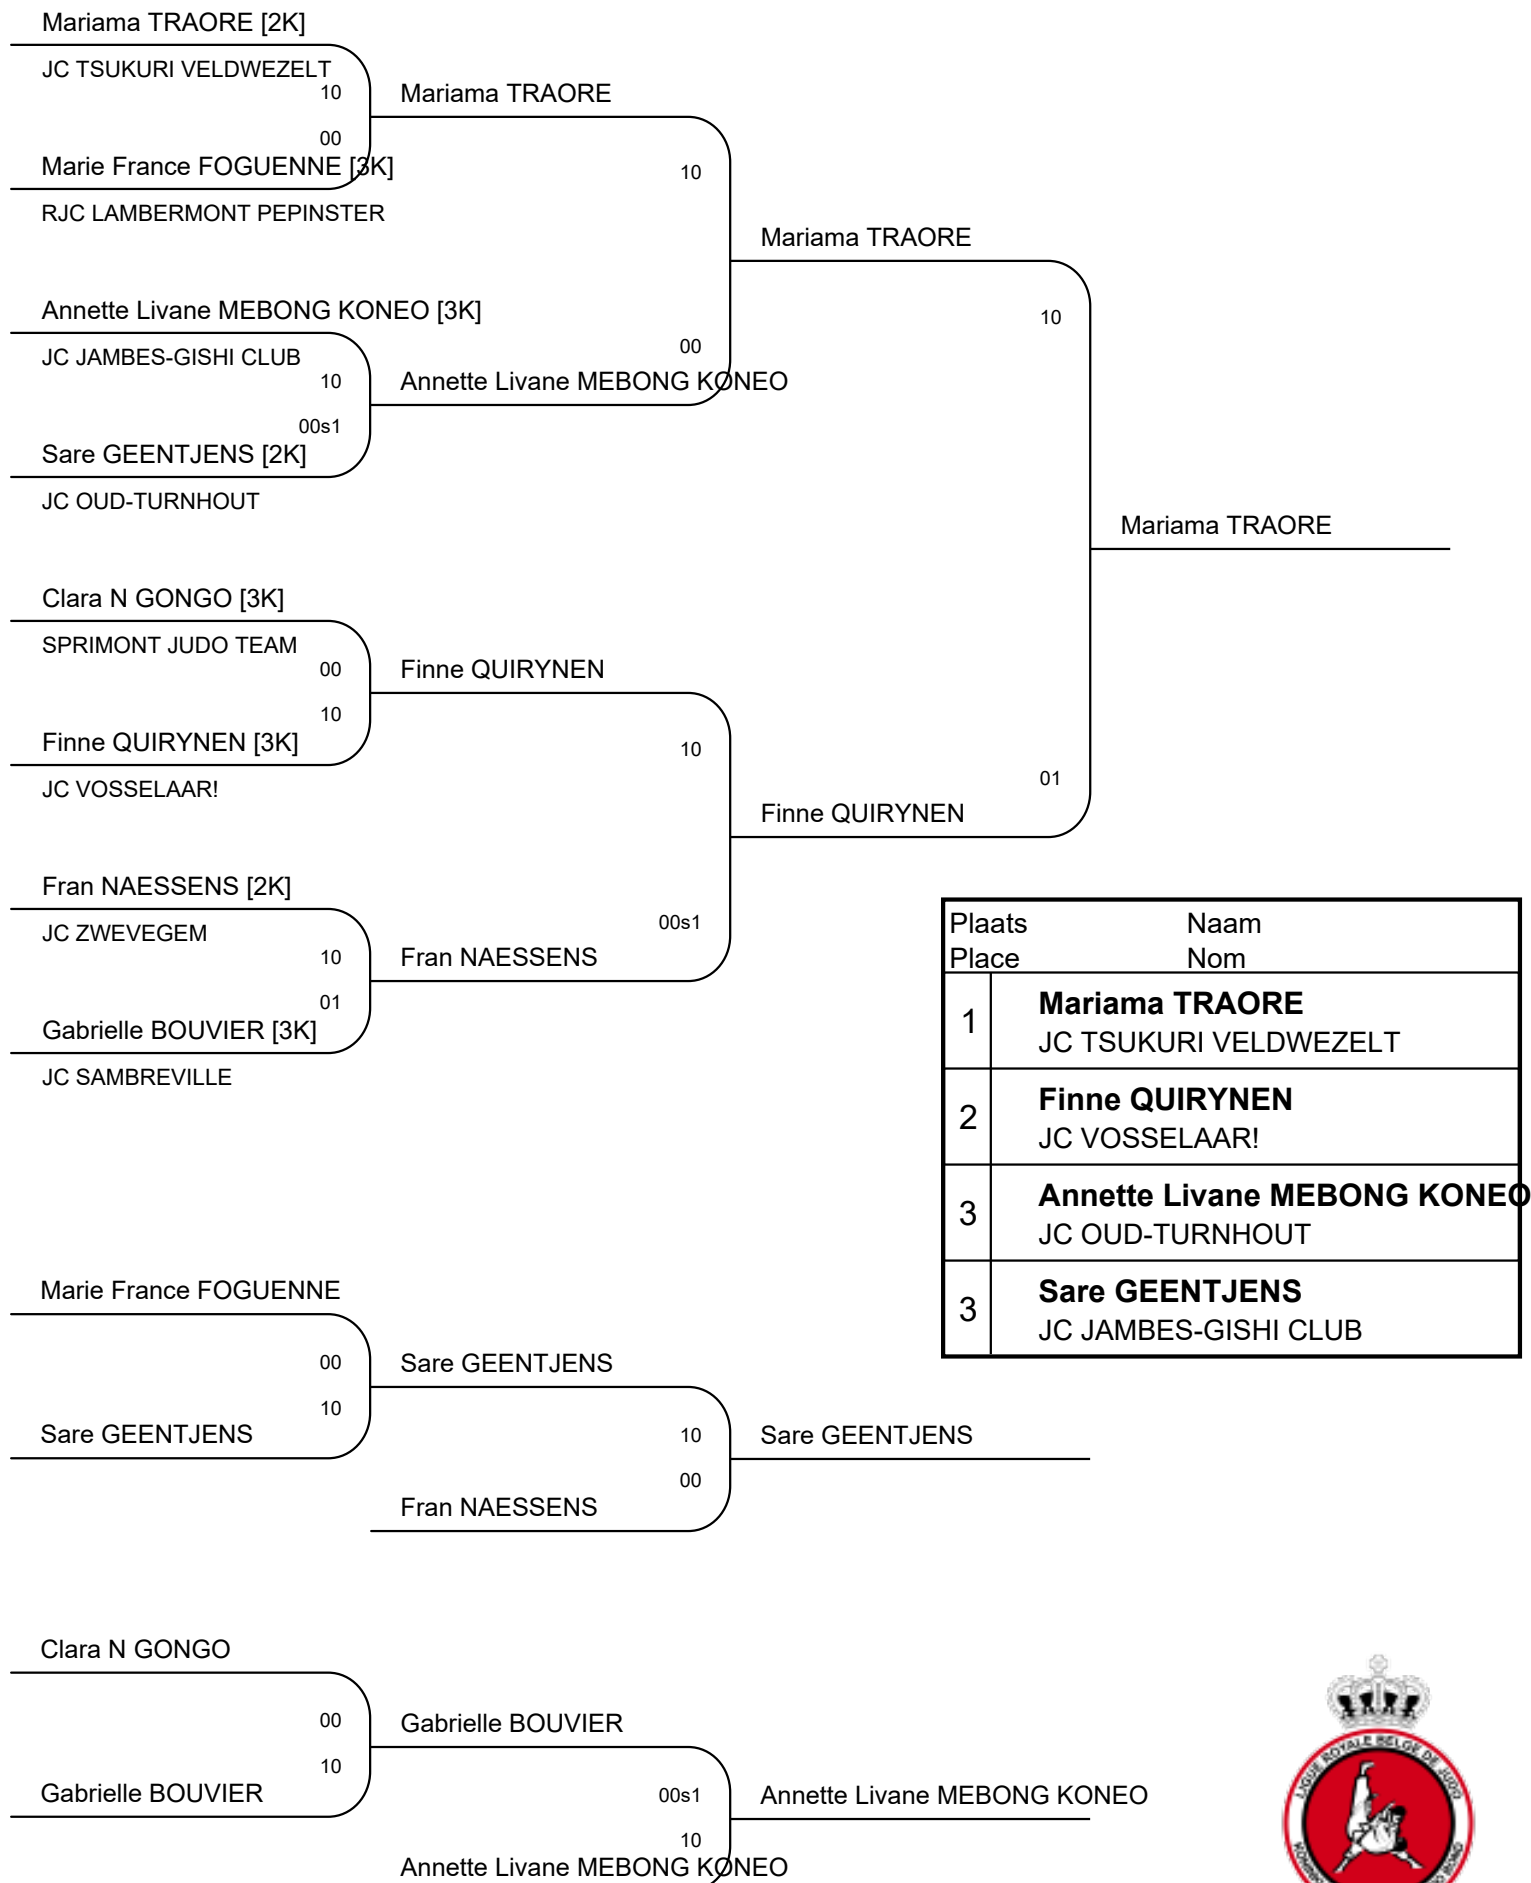 Mariama TRAORE [2K]
JC TSUKURI VELDWEZELT
10
00
Marie France FOGUENNE [3K]
RJC LAMBERMONT PEPINSTER
Annette Livane MEBONG KONEO [3K]
JC JAMBES-GISHI CLUB
10
00s1
Sare GEENTJENS [2K]
JC OUD-TURNHOUT
Clara N GONGO [3K]
SPRIMONT JUDO TEAM
00
10
Finne QUIRYNEN [3K]
JC VOSSELAAR!
Fran NAESSENS [2K]
JC ZWEVEGEM
10
01
Gabrielle BOUVIER [3K]
JC SAMBREVILLE
Mariama TRAORE
10
00
Annette Livane MEBONG KONEO
Finne QUIRYNEN
10
00s1
Fran NAESSENS
Mariama TRAORE
10
01
Finne QUIRYNEN
Mariama TRAORE
Plaats Naam
Place Nom
1 Mariama TRAORE
JC TSUKURI VELDWEZELT
2 Finne QUIRYNEN
JC VOSSELAAR!
3 Annette Livane MEBONG KONEO
JC OUD-TURNHOUT
3 Sare GEENTJENS
JC JAMBES-GISHI CLUB
Marie France FOGUENNE
00
10
Sare GEENTJENS
Sare GEENTJENS
10
00
Fran NAESSENS
Sare GEENTJENS
Clara N GONGO
00
10
Gabrielle BOUVIER
Gabrielle BOUVIER
00s1
10
Annette Livane MEBONG KONEO
Annette Livane MEBONG KONEO
LIGUE ROYALE BELGE DE JUDO